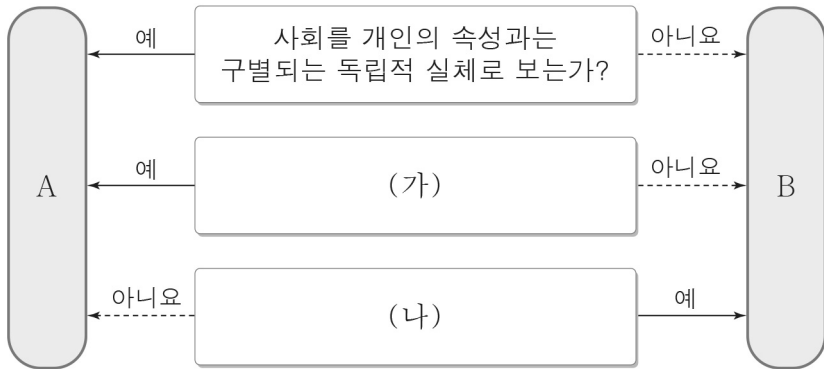 예
사회를 개인의 속성과는
구별되는 독립적 실체로 보는가?
아니요
A
예
(가)
아니요
B
아니요
(나)
예